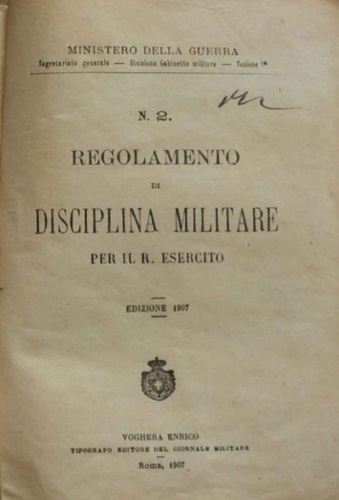 MINISTERO DELLA GUERRA
Segretariato generale — Divisione Gabinetto militare — Sezione 1ª
N. 2.
REGOLAMENTO
DI
DISCIPLINA MILITARE
PER IL R. ESERCITO
EDIZIONE 1907
VOGHERA ENRICO
TIPOGRAFO EDITORE DEL GIORNALE MILITARE
Roma, 1907